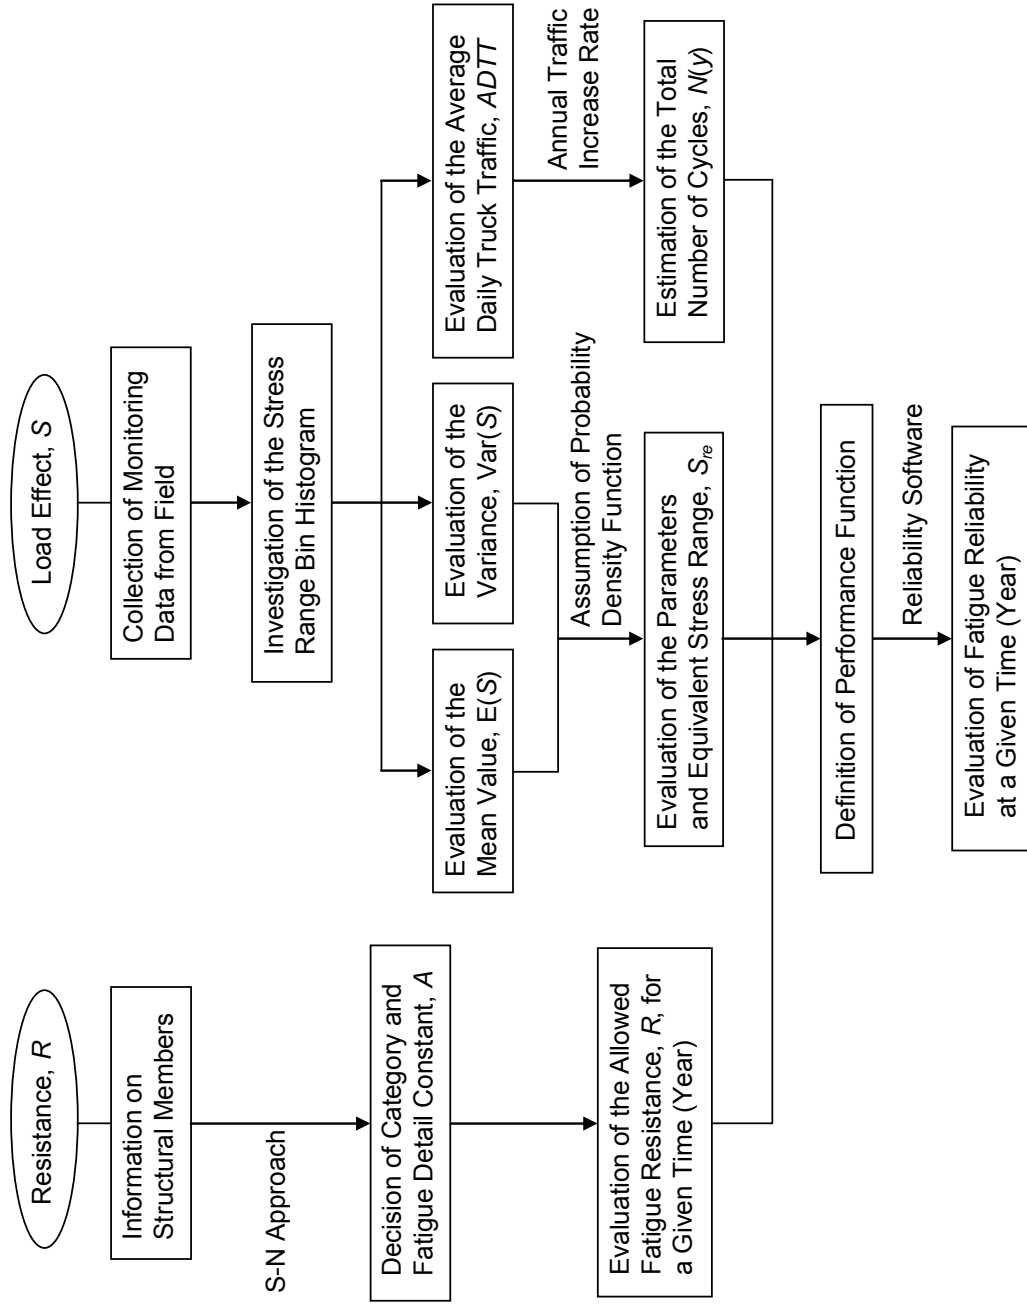 Resistance, R
Information on
Structural Members
S-N Approach
Decision of Category and
Fatigue Detail Constant, A
Evaluation of the Allowed
Fatigue Resistance, R, for
a Given Time (Year)
Load Effect, S
Collection of Monitoring
Data from Field
Investigation of the Stress
Range Bin Histogram
Evaluation of the
Mean Value, E(S)
Evaluation of the
Variance, Var(S)
Evaluation of the Average
Daily Truck Traffic, ADTT
Assumption of Probability
Density Function
Annual Traffic
Increase Rate
Evaluation of the Parameters
and Equivalent Stress Range, Sre
Estimation of the Total
Number of Cycles, N(y)
Definition of Performance Function
Reliability Software
Evaluation of Fatigue Reliability
at a Given Time (Year)